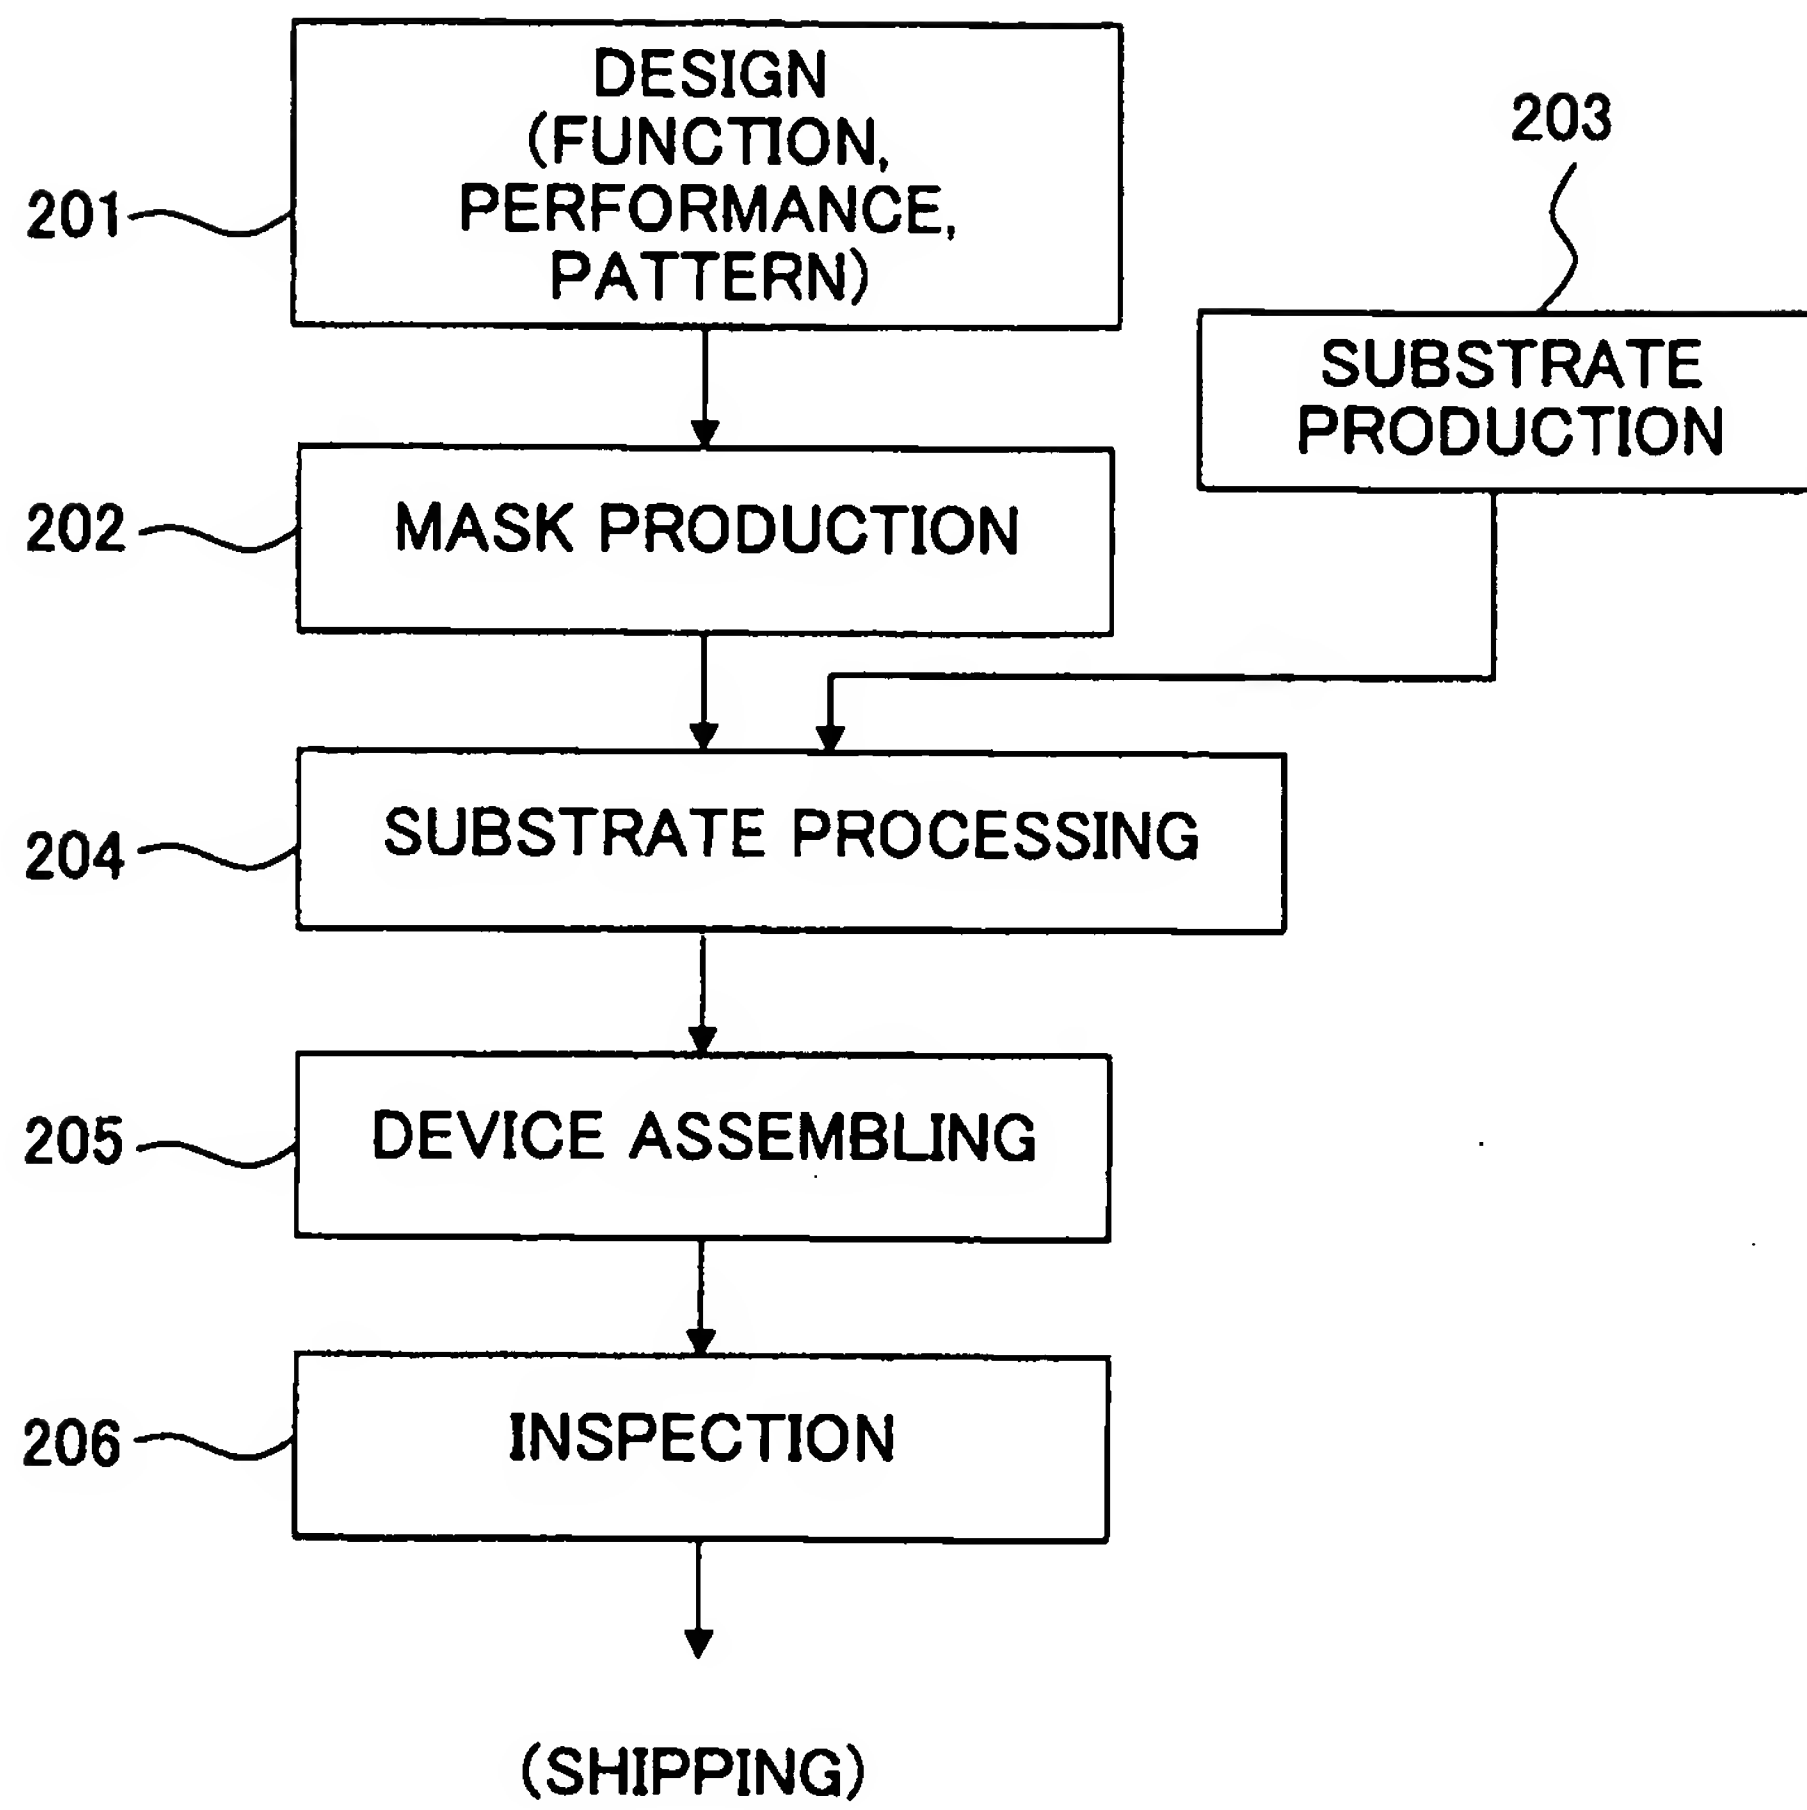 DESIGN
(FUNCTION,
PERFORMANCE,
PATTERN)
201
203
SUBSTRATE
PRODUCTION
202
MASK PRODUCTION
204
SUBSTRATE PROCESSING
205
DEVICE ASSEMBLING
206
INSPECTION
(SHIPPING)